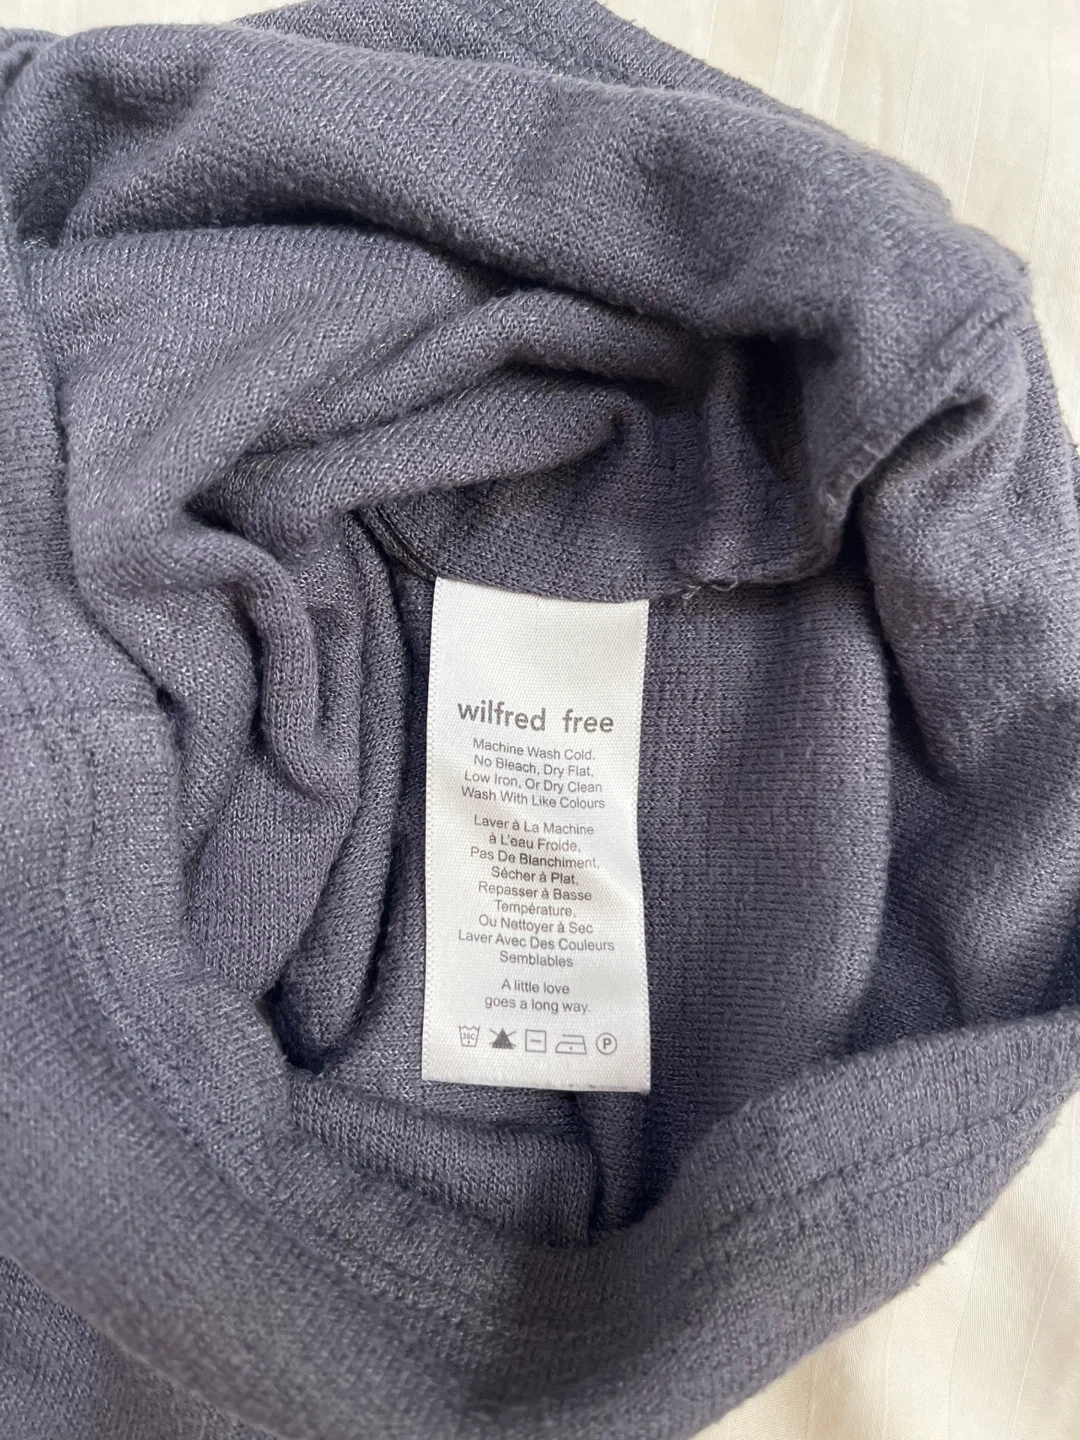 wilfred free
Machine Wash Cold.
No Bleach, Dry Flat,
Low Iron, Or Dry Clean
Wash With Like Colours
Laver à La Machine
à L'eau Froide,
Pas De Blanchiment,
Sécher à Plat,
Repasser à Basse
Température,
Ou Nettoyer à Sec
Laver Avec Des Couleurs
Semblables
A little love
goes a long way.
30C
P